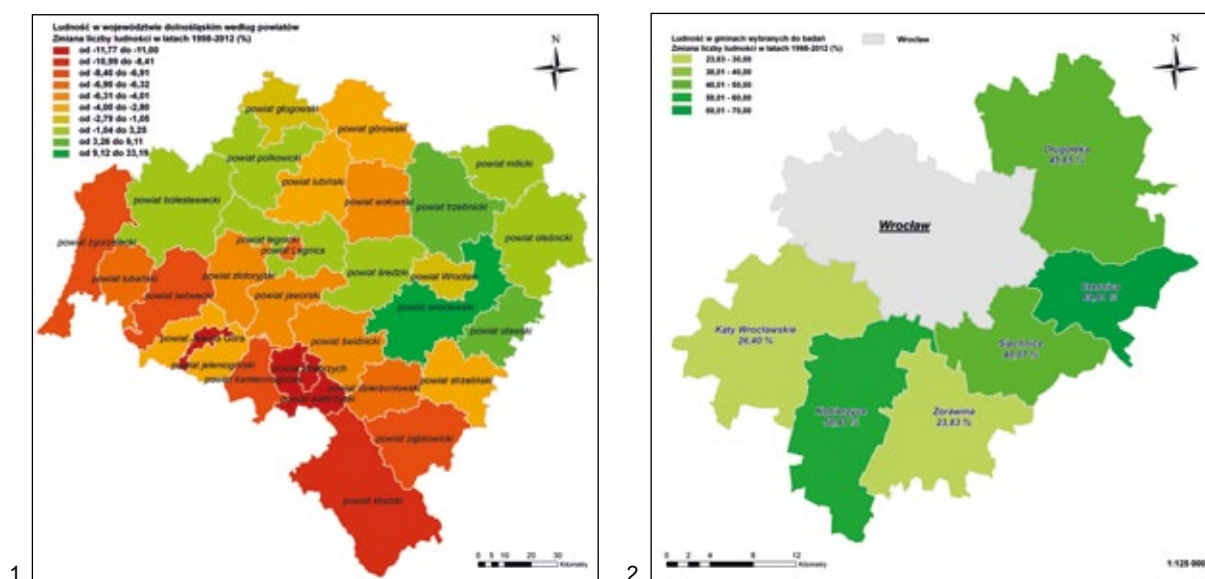 Ludność w województwie dolnośląskim według powiatów
Zmiana liczby ludności w latach 1998-2012 (%)
od -11,77 do -11,00
od -10,99 do -8,41
od -8,40 do -6,91
od -6,90 do -6,32
od -6,31 do -4,01
od -4,00 do -2,80
od -2,79 do -1,05
od -1,04 do 3,25
od 3,26 do 9,11
od 9,12 do 33,19
N
powiat głogowski
powiat górowski
powiat polkowicki
powiat milicki
powiat lubiński
powiat bolesławiecki
powiat wołowski
powiat trzebnicki
powiat zgorzelecki
powiat legnicki
powiat Legnica
powiat oleśnicki
powiat lubański
powiat złotoryjski
powiat średzki
powiat Wrocław
powiat lwówecki
powiat jaworski
powiat wrocławski
powiat oławski
powiat Jelenia Góra
powiat świdnicki
powiat jeleniogórski
powiat kamiennogórski
powiat dzierżoniowski
powiat strzeliński
powiat wałbrzyski
powiat ząbkowicki
powiat kłodzki
0 5 10 20 30
Kilometry
1
Ludność w gminach wybranych do badań
Zmiana liczby ludności w latach 1998-2012 (%)
23,83 - 30,00
30,01 - 40,00
40,01 - 50,00
50,01 - 60,00
60,01 - 70,00
Wrocław
N
Długołęka
Wrocław
Czernica
Kąty Wrocławskie
26,40 %
Siechnice
Kobierzyce
Żórawina
23,83 %
0 2 4 8 12
Kilometry
1:125 000
2